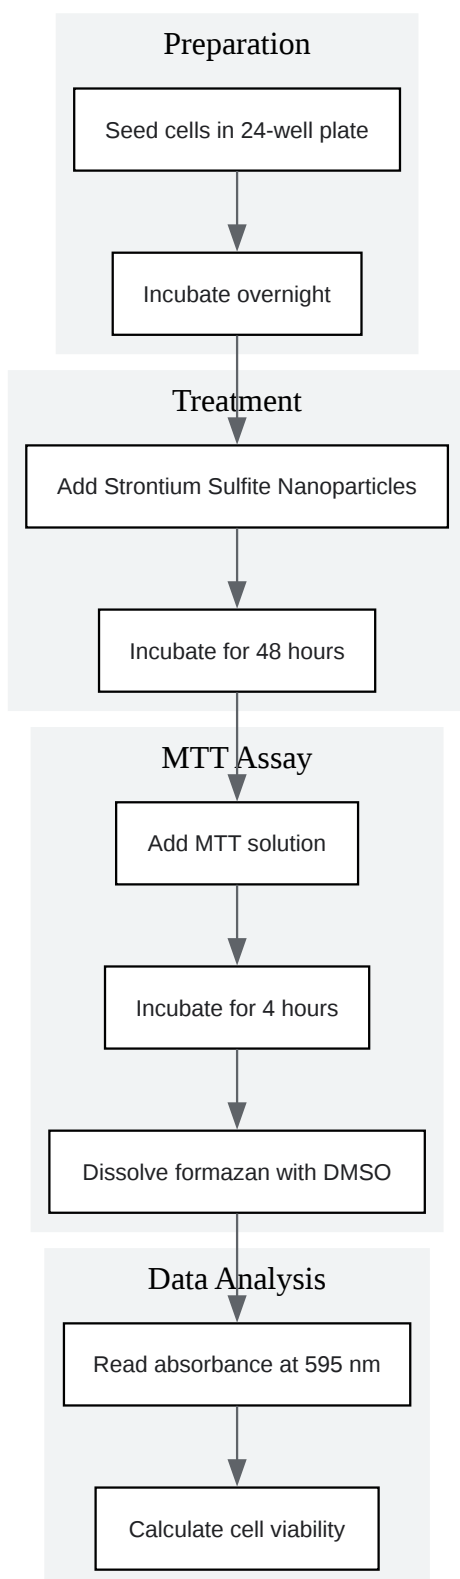 Preparation
Seed cells in 24-well plate
Incubate overnight
Treatment
Add Strontium Sulfite Nanoparticles
Incubate for 48 hours
MTT Assay
Add MTT solution
Incubate for 4 hours
Dissolve formazan with DMSO
Data Analysis
Read absorbance at 595 nm
Calculate cell viability